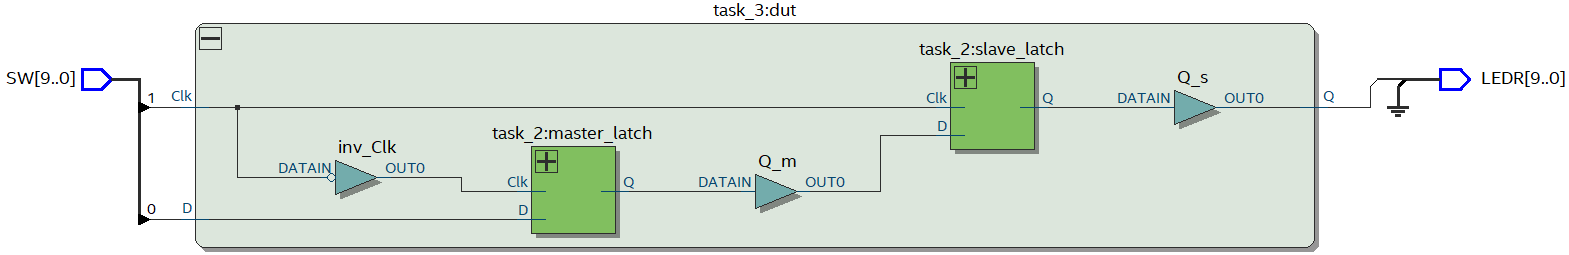 task_3:dut
task_2:slave_latch
SW[9..0]
Q_s
LEDR[9..0]
1 Clk
Clk
Q
DATAIN
OUT0
Q
D
task_2:master_latch
inv_Clk
Q_m
DATAIN
OUT0
Clk
Q
DATAIN
OUT0
0 D
D